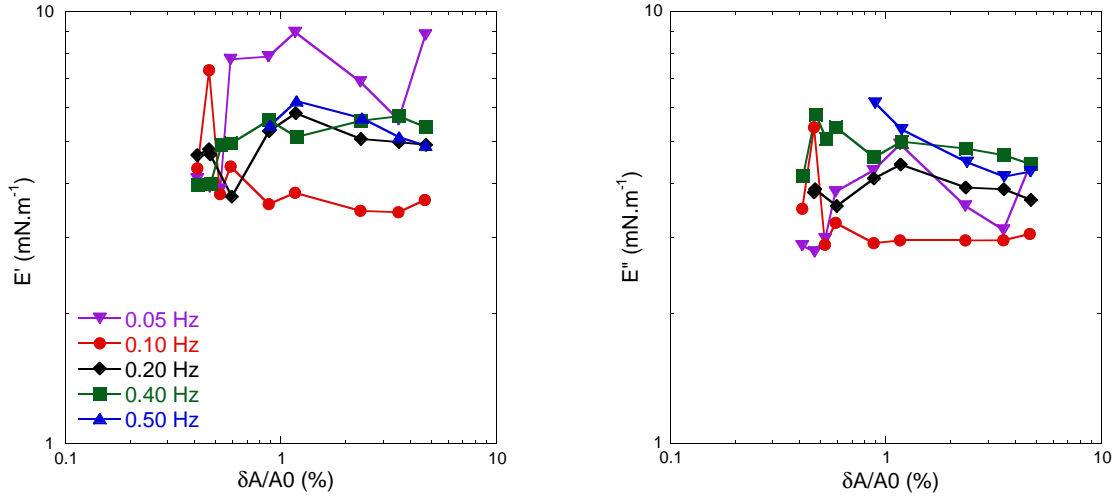 10
E' (mN.m-1)
0.05 Hz
0.10 Hz
0.20 Hz
0.40 Hz
0.50 Hz
1
0.1 1 10
δA/A0 (%)
10
E" (mN.m-1)
1
0.1 1 10
δA/A0 (%)